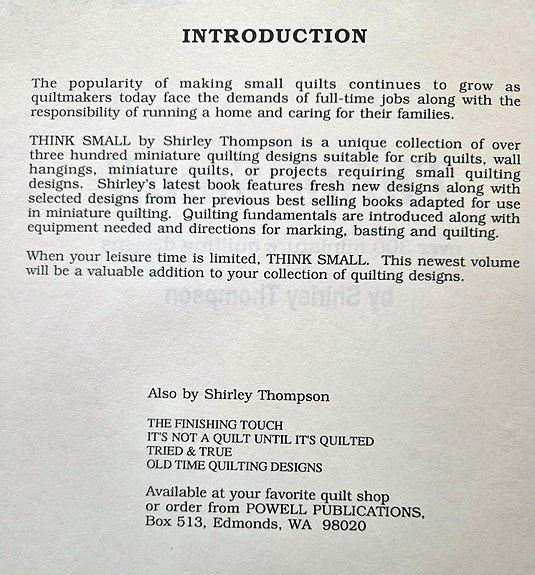 INTRODUCTION
The popularity of making small quilts continues to grow as
quiltmakers today face the demands of full-time jobs along with the
responsibility of running a home and caring for their families.
THINK SMALL by Shirley Thompson is a unique collection of over
three hundred miniature quilting designs suitable for crib quilts, wall
hangings, miniature quilts, or projects requiring small quilting
designs. Shirley's latest book features fresh new designs along with
selected designs from her previous best selling books adapted for use
in miniature quilting. Quilting fundamentals are introduced along with
equipment needed and directions for marking, basting and quilting.
When your leisure time is limited, THINK SMALL. This newest volume
will be a valuable addition to your collection of quilting designs.
by Shirley Thompson
Also by Shirley Thompson
THE FINISHING TOUCH
IT'S NOT A QUILT UNTIL IT'S QUILTED
TRIED & TRUE
OLD TIME QUILTING DESIGNS
Available at your favorite quilt shop
or order from POWELL PUBLICATIONS,
Box 513, Edmonds, WA 98020